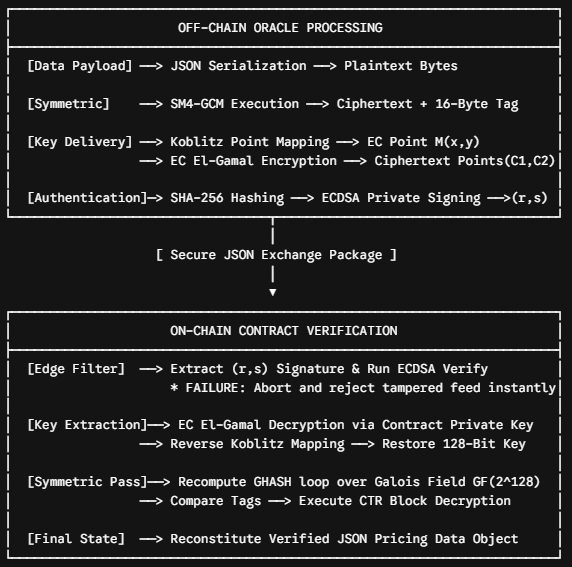 OFF-CHAIN ORACLE PROCESSING
[Data Payload] ──> JSON Serialization ──> Plaintext Bytes
[Symmetric] ──> SM4-GCM Execution ──> Ciphertext + 16-Byte Tag
[Key Delivery] ──> Koblitz Point Mapping ──> EC Point M(x,y)
──> EC El-Gamal Encryption ──> Ciphertext Points(C1,C2)
[Authentication]─> SHA-256 Hashing ──> ECDSA Private Signing ──>(r,s)
[ Secure JSON Exchange Package ]
ON-CHAIN CONTRACT VERIFICATION
[Edge Filter] ──> Extract (r,s) Signature & Run ECDSA Verify
* FAILURE: Abort and reject tampered feed instantly
[Key Extraction]──> EC El-Gamal Decryption via Contract Private Key
──> Reverse Koblitz Mapping ──> Restore 128-Bit Key
[Symmetric Pass]──> Recompute GHASH loop over Galois Field GF(2^128)
──> Compare Tags ──> Execute CTR Block Decryption
[Final State] ──> Reconstitute Verified JSON Pricing Data Object